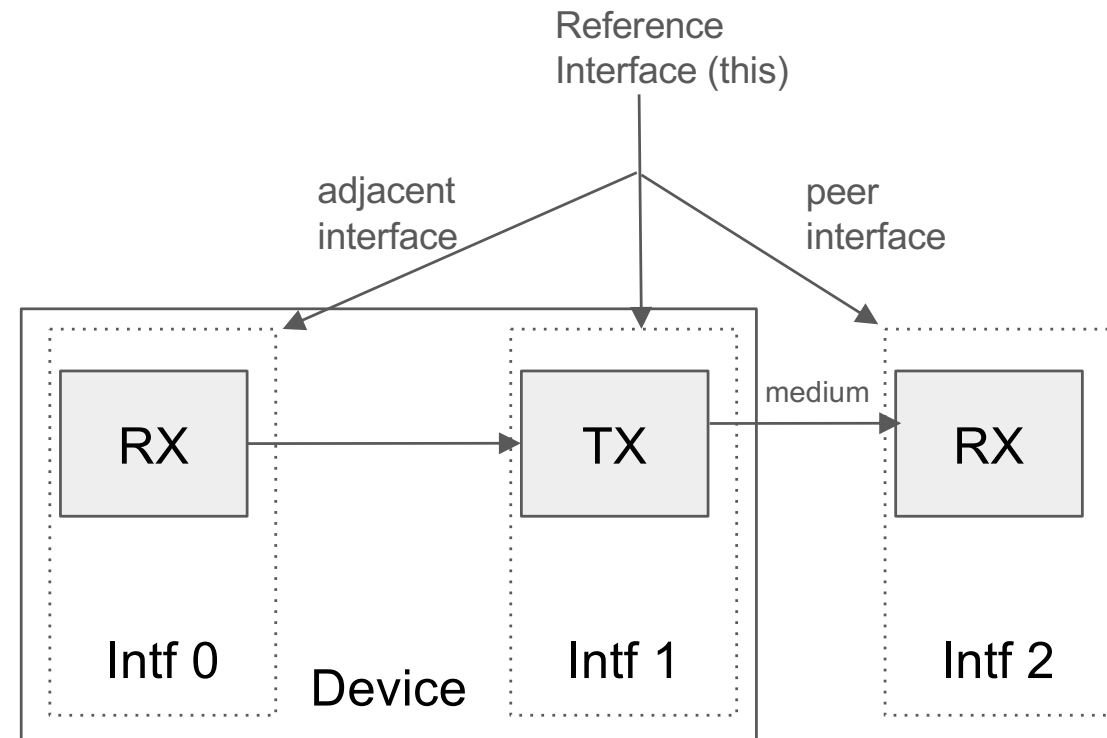 Reference
Interface (this)
adjacent
interface
peer
interface
medium
RX
TX
RX
Intf 0
Device
Intf 1
Intf 2